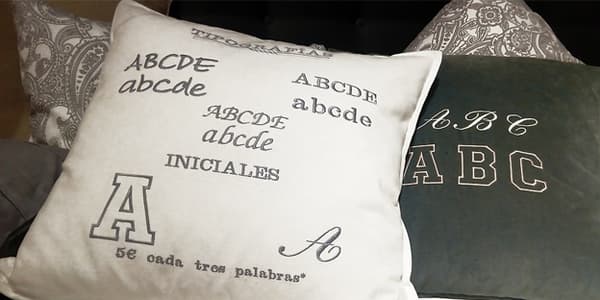 TIPOGRAFIAS
ABCDE
abcde
ABCDE
abcde
ABCDE
abcde
INICIALES
A
A
5€ cada tres palabras*
ABC
ABC